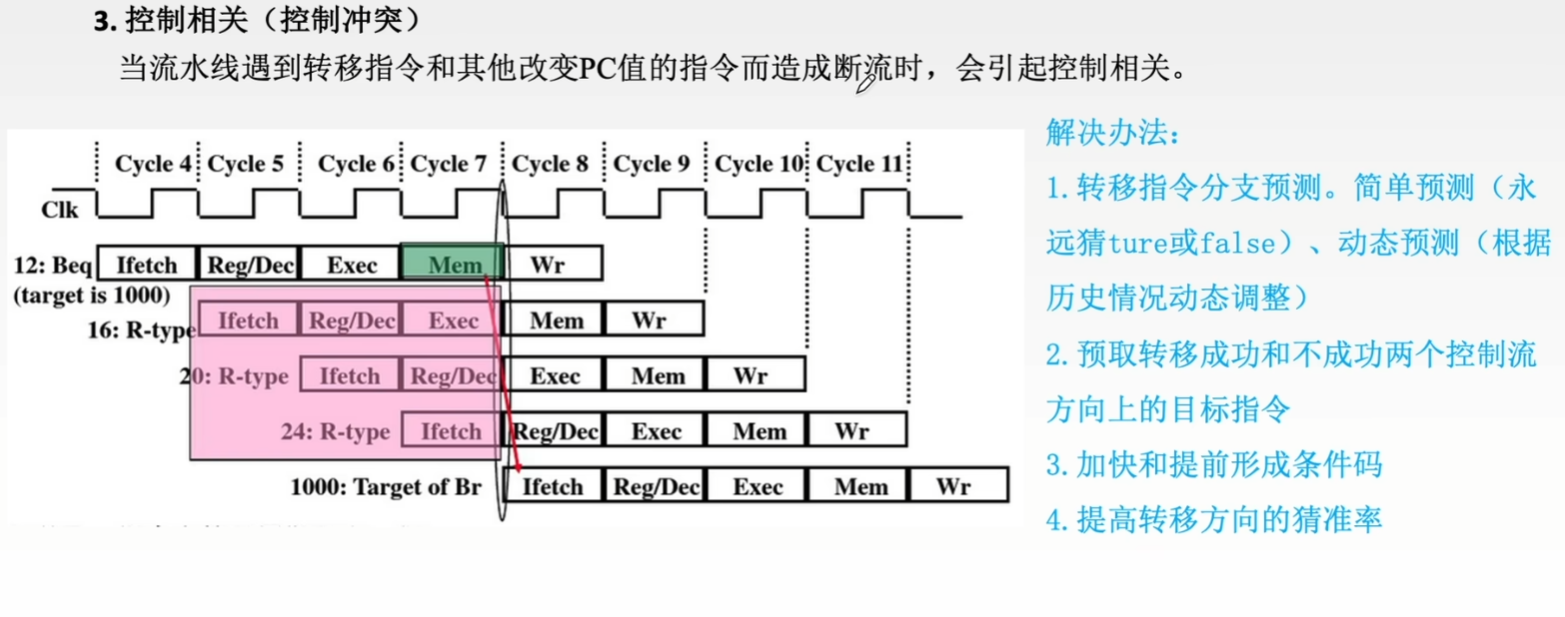 3. 控制相关（控制冲突）
当流水线遇到转移指令和其他改变PC值的指令而造成断流时，会引起控制相关。
Cycle 4 Cycle 5 Cycle 6 Cycle 7 Cycle 8 Cycle 9 Cycle 10 Cycle 11
Clk
12: Beq Ifetch Reg/Dec Exec Mem Wr
(target is 1000)
16: R-type Ifetch Reg/Dec Exec Mem Wr
20: R-type Ifetch Reg/Dec Exec Mem Wr
24: R-type Ifetch Reg/Dec Exec Mem Wr
1000: Target of Br Ifetch Reg/Dec Exec Mem Wr
解决办法:
1.转移指令分支预测。简单预测（永
远猜ture或false）、动态预测（根据
历史情况动态调整）
2.预取转移成功和不成功两个控制流
方向上的目标指令
3.加快和提前形成条件码
4.提高转移方向的猜准率